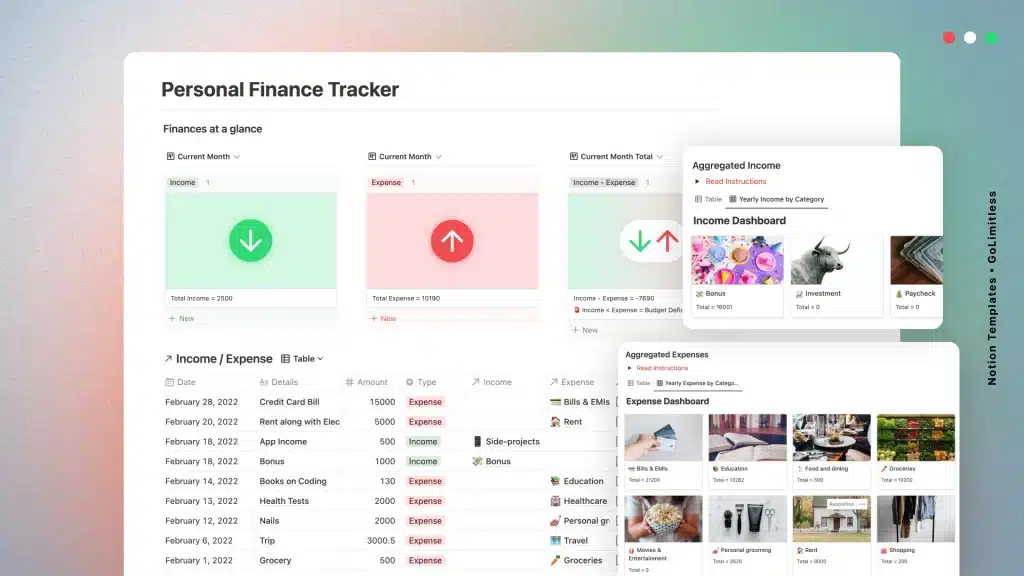 Personal Finance Tracker
Finances at a glance
Current Month
Current Month
Current Month Total
Income 1
Expense 1
Income - Expense 1
Total Income = 2500
Total Expense = 10190
Income - Expense = -7690
Income < Expense = Budget Defic
+ New
+ New
+ New
Income / Expense Table
Date Details Amount Type Income Expense
February 28, 2022 Credit Card Bill 15000 Expense Bills & EMIs
February 20, 2022 Rent along with Elec 5000 Expense Rent
February 18, 2022 App Income 500 Income Side-projects
February 18, 2022 Bonus 1000 Income Bonus
February 14, 2022 Books on Coding 130 Expense Education
February 13, 2022 Health Tests 2000 Expense Healthcare
February 12, 2022 Nails 2000 Expense Personal gr
February 6, 2022 Trip 3000.5 Expense Travel
February 1, 2022 Grocery 500 Expense Groceries
Aggregated Income
Read Instructions
Table Yearly Income by Category
Income Dashboard
Bonus
Total = 16001
Investment
Total = 0
Paycheck
Total = 0
Aggregated Expenses
Read Instructions
Table Yearly Expense by Catego...
Expense Dashboard
Bills & EMIs
Total = 21200
Education
Total = 13282
Food and dining
Total = 500
Groceries
Total = 10202
Renovation
Movies &
Entertainment
Total = 0
Personal grooming
Total = 3520
Rent
Total = 8000
Shopping
Total = 200
Notion Templates • GoLimitless